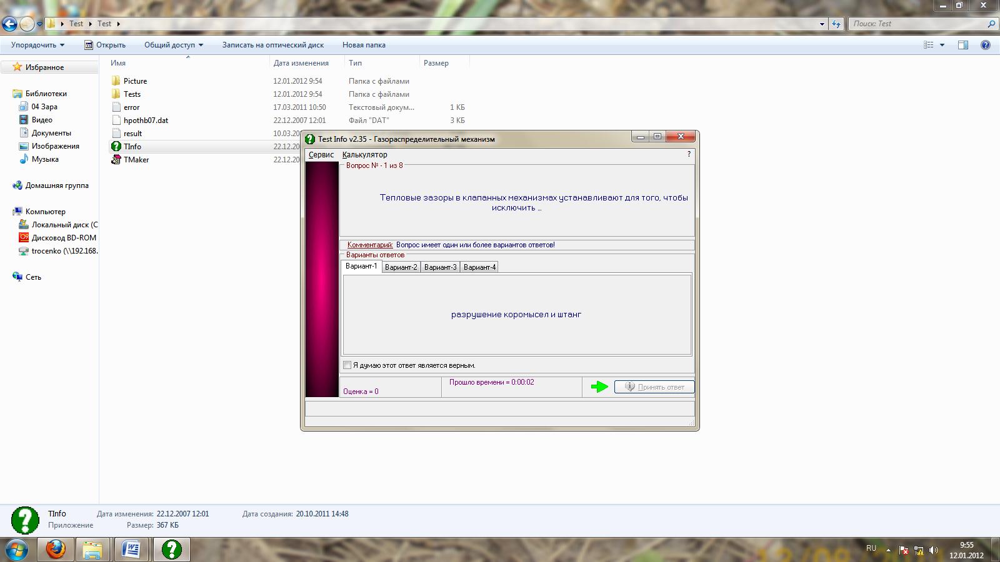 Test Test
Поиск: Test
Упорядочить Открыть Общий доступ Записать на оптический диск Новая папка
Избранное
Библиотеки
04 Зара
Видео
Документы
Изображения
Музыка
Домашняя группа
Компьютер
Локальный диск (C
Дисковод BD-ROM
trocenko (\\192.168.
Сеть
Имя Дата изменения Тип Размер
Picture 12.01.2012 9:54 Папка с файлами
Tests 12.01.2012 9:54 Папка с файлами
error 17.03.2011 10:50 Текстовый докум... 1 КБ
hpothb07.dat 22.12.2007 12:01 Файл "DAT" 3 КБ
result 10.03.
TInfo 22.12.20
TMaker 22.12.20
Test Info v2.35 - Газораспределительный механизм
Сервис Калькулятор ?
Вопрос № - 1 из 8
Тепловые зазоры в клапанных механизмах устанавливают для того, чтобы
исключить ...
Комментарий: Вопрос имеет один или более вариантов ответов!
Варианты ответов
Вариант-1 Вариант-2 Вариант-3 Вариант-4
разрушение коромысел и штанг
Я думаю этот ответ является верным.
Прошло времени = 0:00:02
Оценка = 0
Принять ответ
TInfo Дата изменения: 22.12.2007 12:01 Дата создания: 20.10.2011 14:48
Приложение Размер: 367 КБ
RU
9:55
12.01.2012